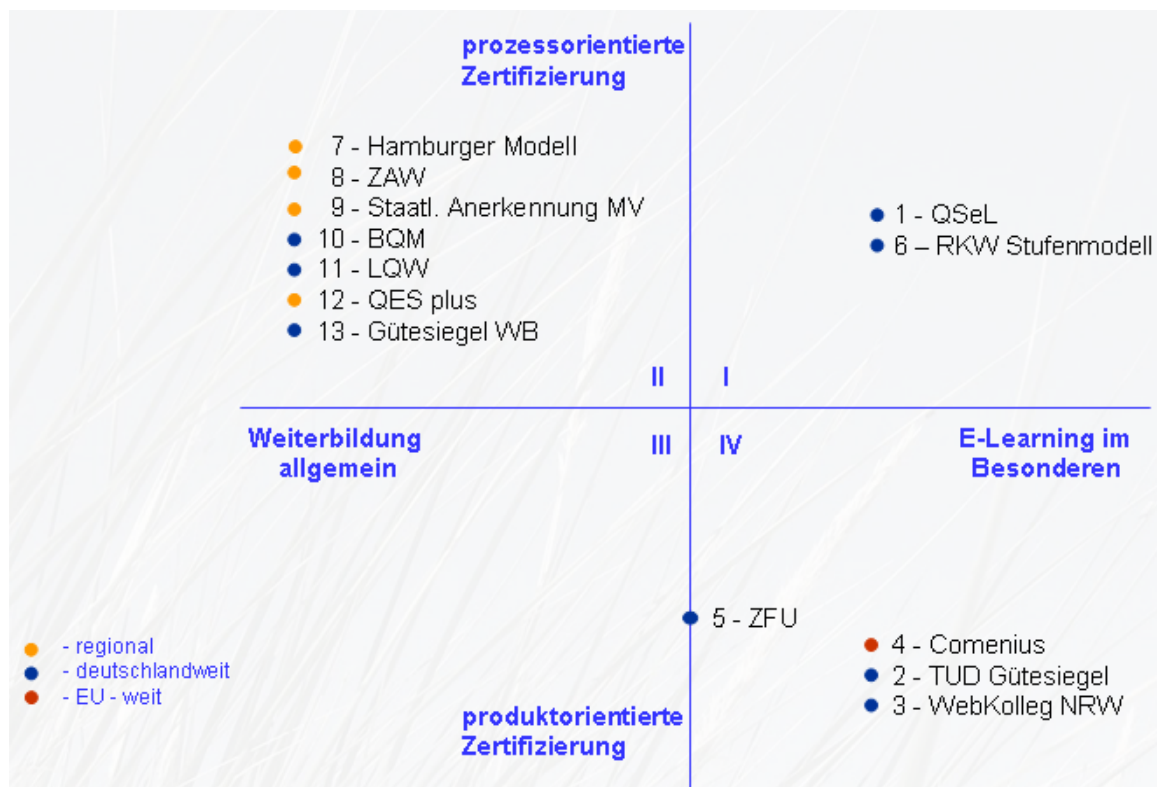 prozessorientierte
Zertifizierung
7 - Hamburger Modell
8 - ZAW
9 - Staatl. Anerkennung MV
10 - BQM
11 - LQW
12 - QES plus
13 - Gütesiegel WB
1 - QSeL
6 – RKW Stufenmodell
II
I
Weiterbildung
allgemein
III
IV
E-Learning im
Besonderen
5 - ZFU
4 - Comenius
2 - TUD Gütesiegel
3 - WebKolleg NRW
- regional
- deutschlandweit
- EU - weit
produktorientierte
Zertifizierung